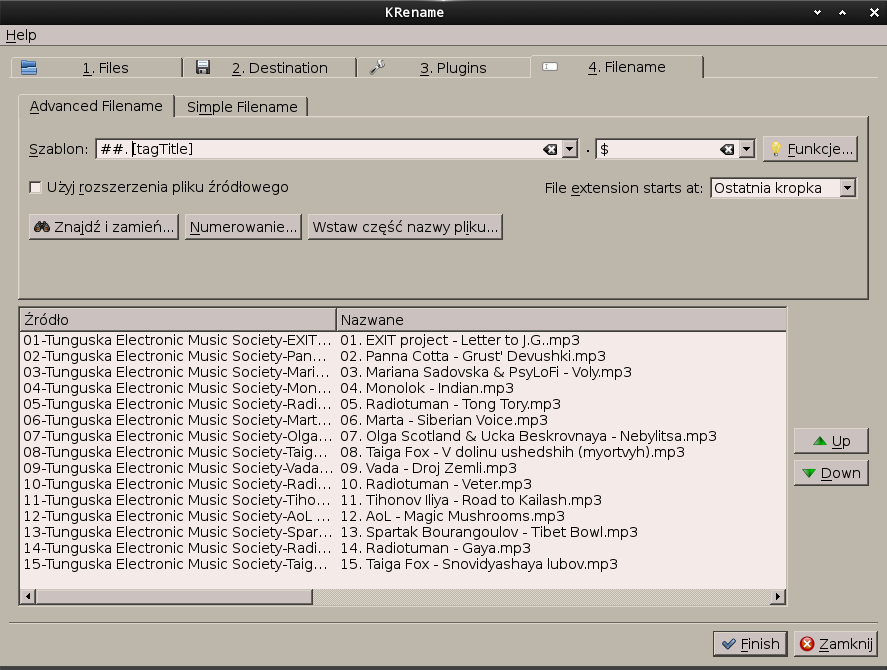 KRename
Help
1. Files 2. Destination 3. Plugins 4. Filename
Advanced Filename Simple Filename
Szablon: ##. [tagTitle] . $ Funkcje...
Użyj rozszerzenia pliku źródłowego File extension starts at: Ostatnia kropka
Znajdź i zamień... Numerowanie... Wstaw część nazwy pliku...
Źródło Nazwane
01-Tunguska Electronic Music Society-EXIT... 01. EXIT project - Letter to J.G..mp3
02-Tunguska Electronic Music Society-Pan... 02. Panna Cotta - Grust' Devushki.mp3
03-Tunguska Electronic Music Society-Mari... 03. Mariana Sadovska & PsyLoFi - Voly.mp3
04-Tunguska Electronic Music Society-Mon... 04. Monolok - Indian.mp3
05-Tunguska Electronic Music Society-Radi... 05. Radiotuman - Tong Tory.mp3
06-Tunguska Electronic Music Society-Mart... 06. Marta - Siberian Voice.mp3
07-Tunguska Electronic Music Society-Olga... 07. Olga Scotland & Ucka Beskrovnaya - Nebylitsa.mp3
08-Tunguska Electronic Music Society-Taig... 08. Taiga Fox - V dolinu ushedshih (myortvyh).mp3
09-Tunguska Electronic Music Society-Vada... 09. Vada - Droj Zemli.mp3
10-Tunguska Electronic Music Society-Radi... 10. Radiotuman - Veter.mp3
11-Tunguska Electronic Music Society-Tiho... 11. Tihonov Iliya - Road to Kailash.mp3
12-Tunguska Electronic Music Society-AoL ... 12. AoL - Magic Mushrooms.mp3
13-Tunguska Electronic Music Society-Spar... 13. Spartak Bourangoulov - Tibet Bowl.mp3
14-Tunguska Electronic Music Society-Radi... 14. Radiotuman - Gaya.mp3
15-Tunguska Electronic Music Society-Taig... 15. Taiga Fox - Snovidyashaya lubov.mp3
Up
Down
Finish Zamknij